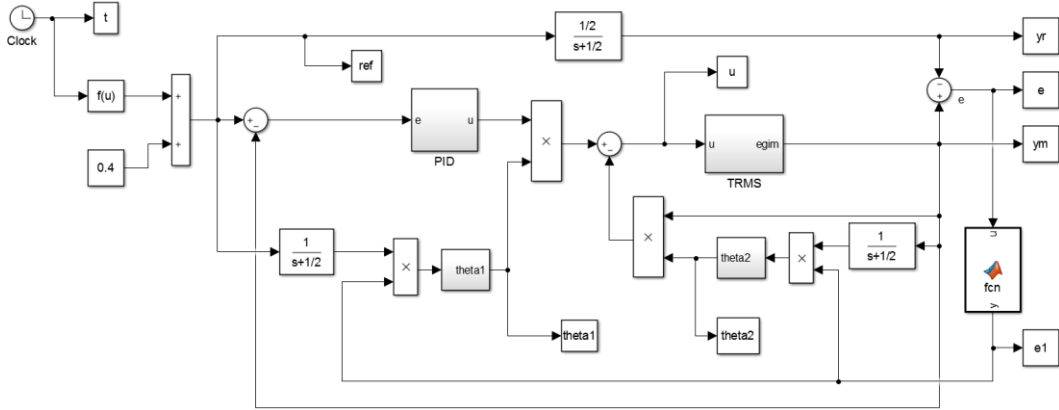 Clock
t
f(u)
0.4
+
+
ref
+
−
e
u
PID
×
+
−
u
u
egim
TRMS
1/2
s+1/2
−
+
e
yr
e
ym
1
s+1/2
×
theta1
theta1
×
theta2
theta2
×
1
s+1/2
u
fcn
y
e1